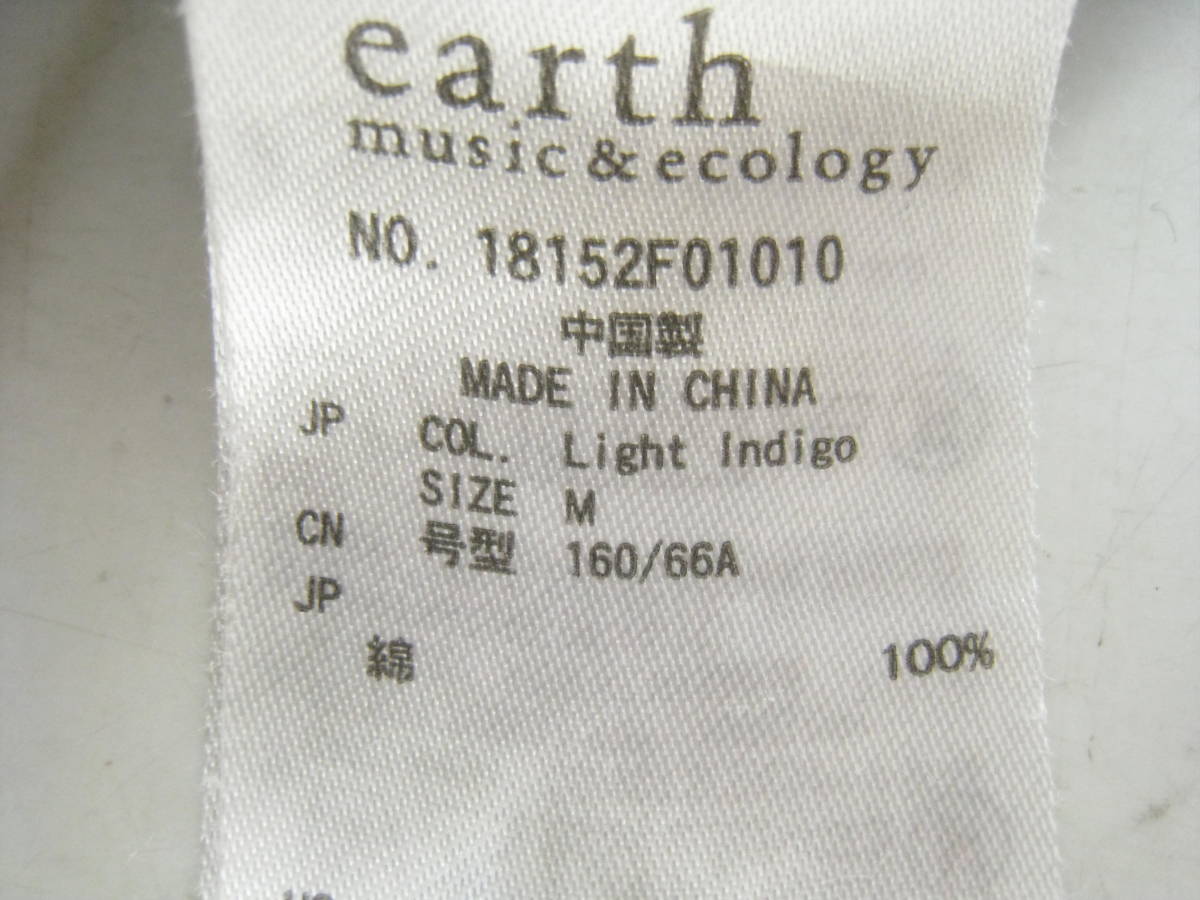 earth
music & ecology
NO. 18152F01010
中国製
MADE IN CHINA
JP COL. Light Indigo
SIZE M
CN 号型 160/66A
JP
綿 100%